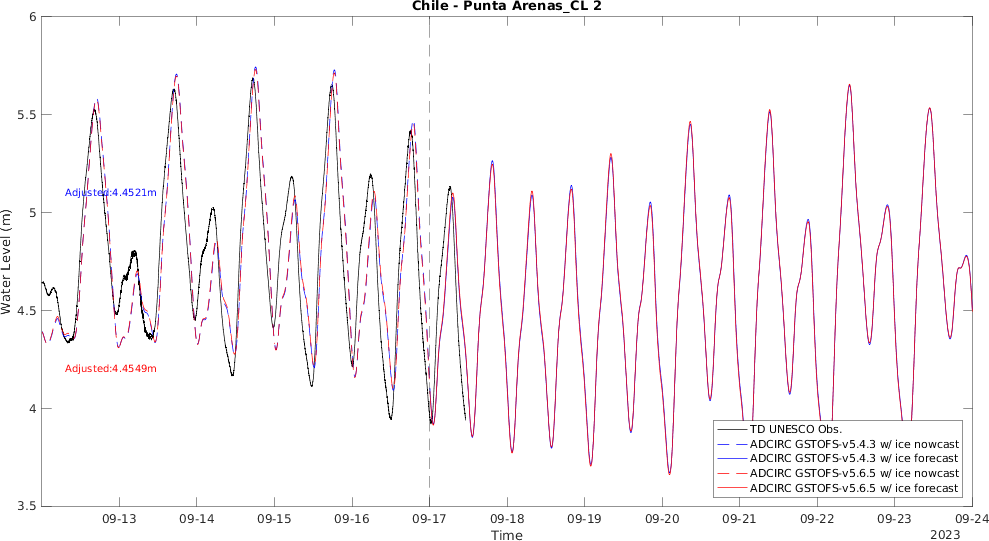 Chile - Punta Arenas_CL 2
Water Level (m)
6
5.5
5
4.5
4
3.5
Adjusted:4.4521m
Adjusted:4.4549m
TD UNESCO Obs.
ADCIRC GSTOFS-v5.4.3 w/ ice nowcast
ADCIRC GSTOFS-v5.4.3 w/ ice forecast
ADCIRC GSTOFS-v5.6.5 w/ ice nowcast
ADCIRC GSTOFS-v5.6.5 w/ ice forecast
09-13 09-14 09-15 09-16 09-17 09-18 09-19 09-20 09-21 09-22 09-23 09-24
Time
2023